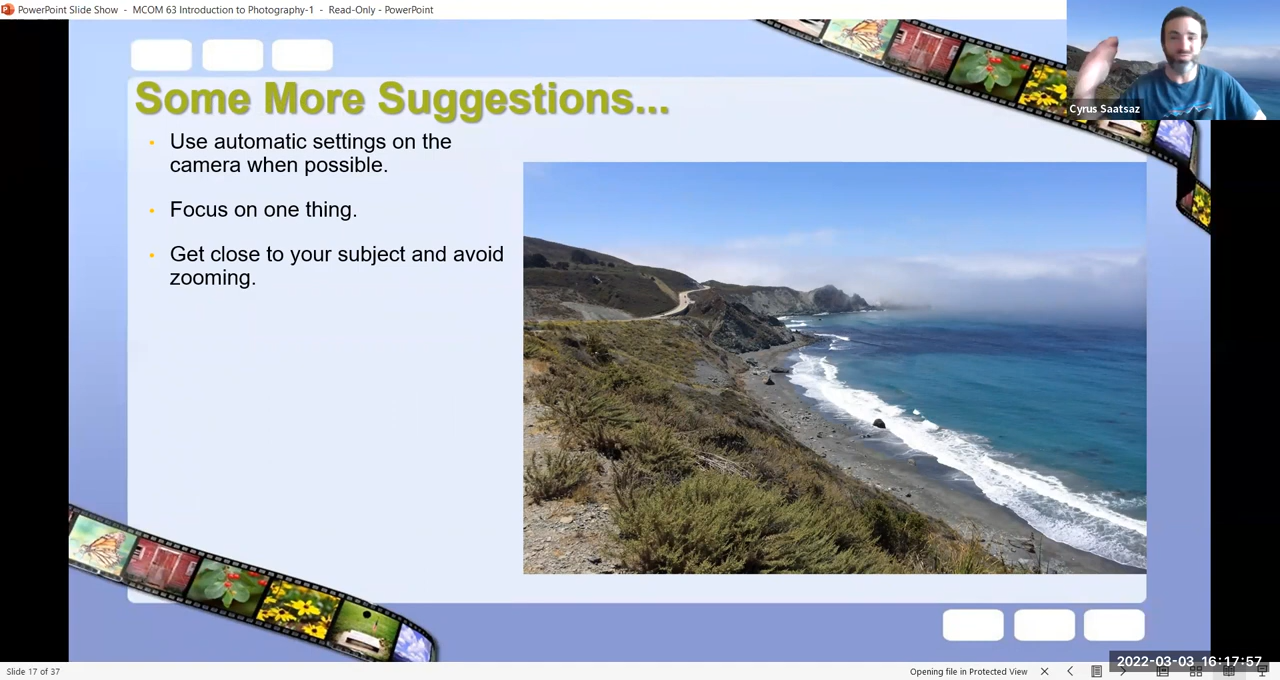 PowerPoint Slide Show - MCOM 63 Introduction to Photography-1 - Read-Only - PowerPoint
Cyrus Saatsaz
Some More Suggestions...
• Use automatic settings on the
camera when possible.
• Focus on one thing.
• Get close to your subject and avoid
zooming.
Slide 17 of 37
Opening file in Protected View
2022-03-03 16:17:57